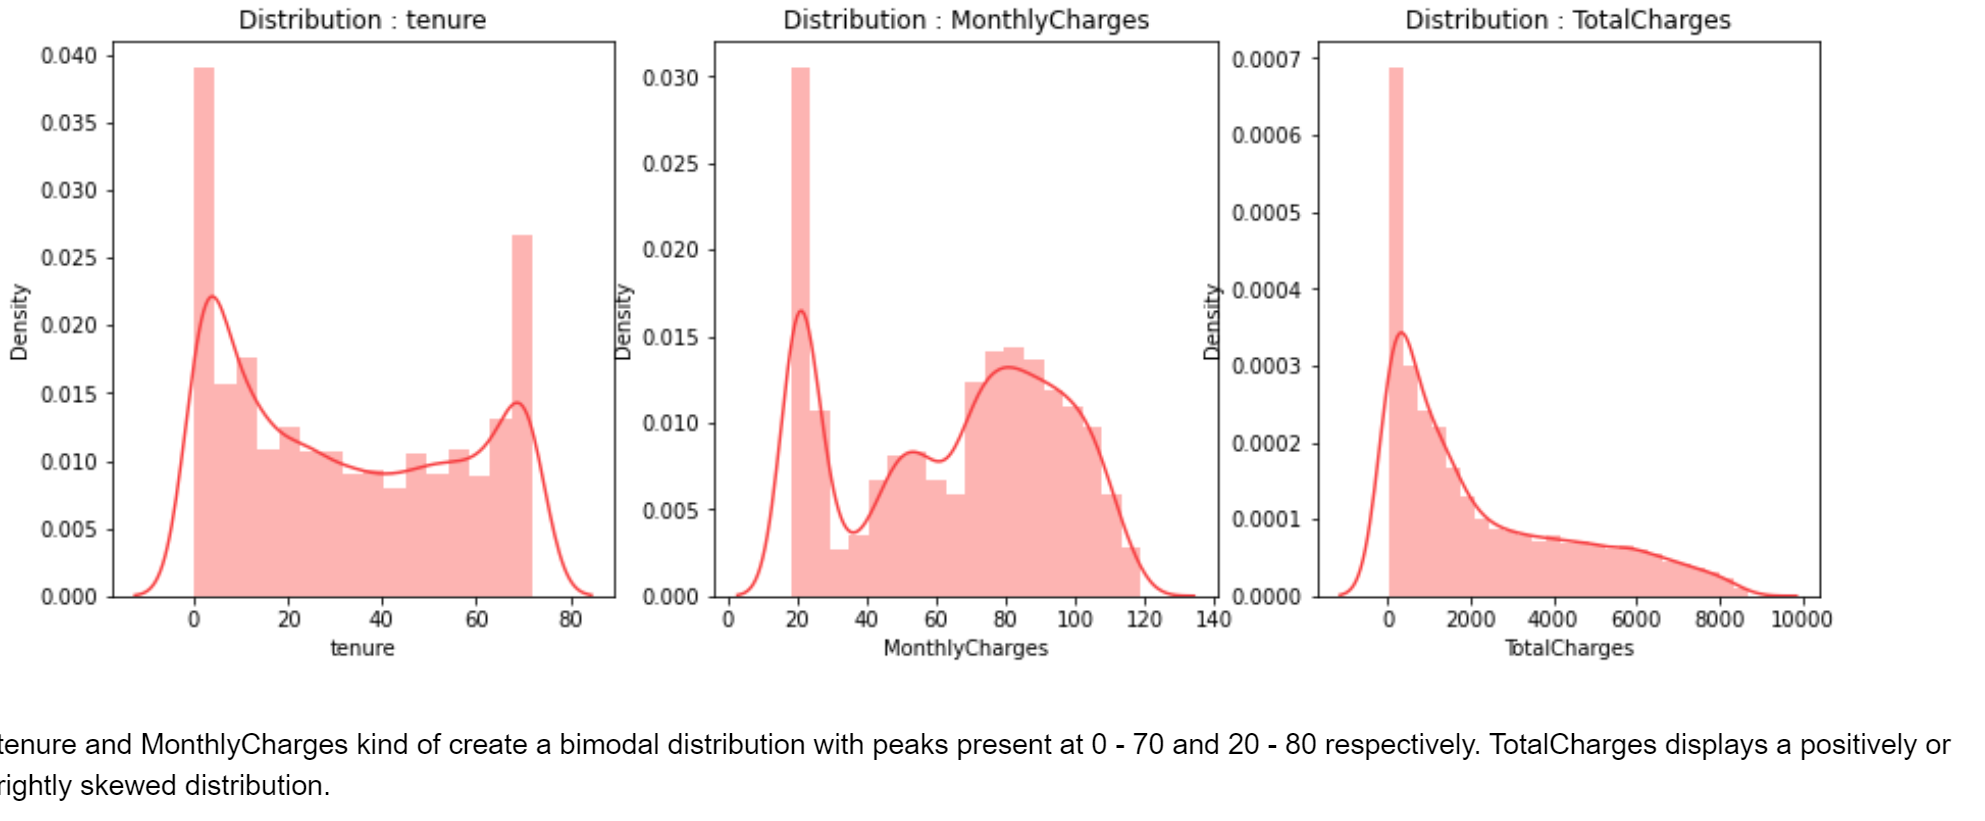 Distribution : tenure
Distribution : MonthlyCharges
Distribution : TotalCharges
0.040
0.035
0.030
0.025
0.020
0.015
0.010
0.005
0.000
Density
0 20 40 60 80
tenure
0.030
0.025
0.020
0.015
0.010
0.005
0.000
Density
0 20 40 60 80 100 120 140
MonthlyCharges
0.0007
0.0006
0.0005
0.0004
0.0003
0.0002
0.0001
0.0000
Density
0 2000 4000 6000 8000 10000
TotalCharges
tenure and MonthlyCharges kind of create a bimodal distribution with peaks present at 0 - 70 and 20 - 80 respectively. TotalCharges displays a positively or
rightly skewed distribution.